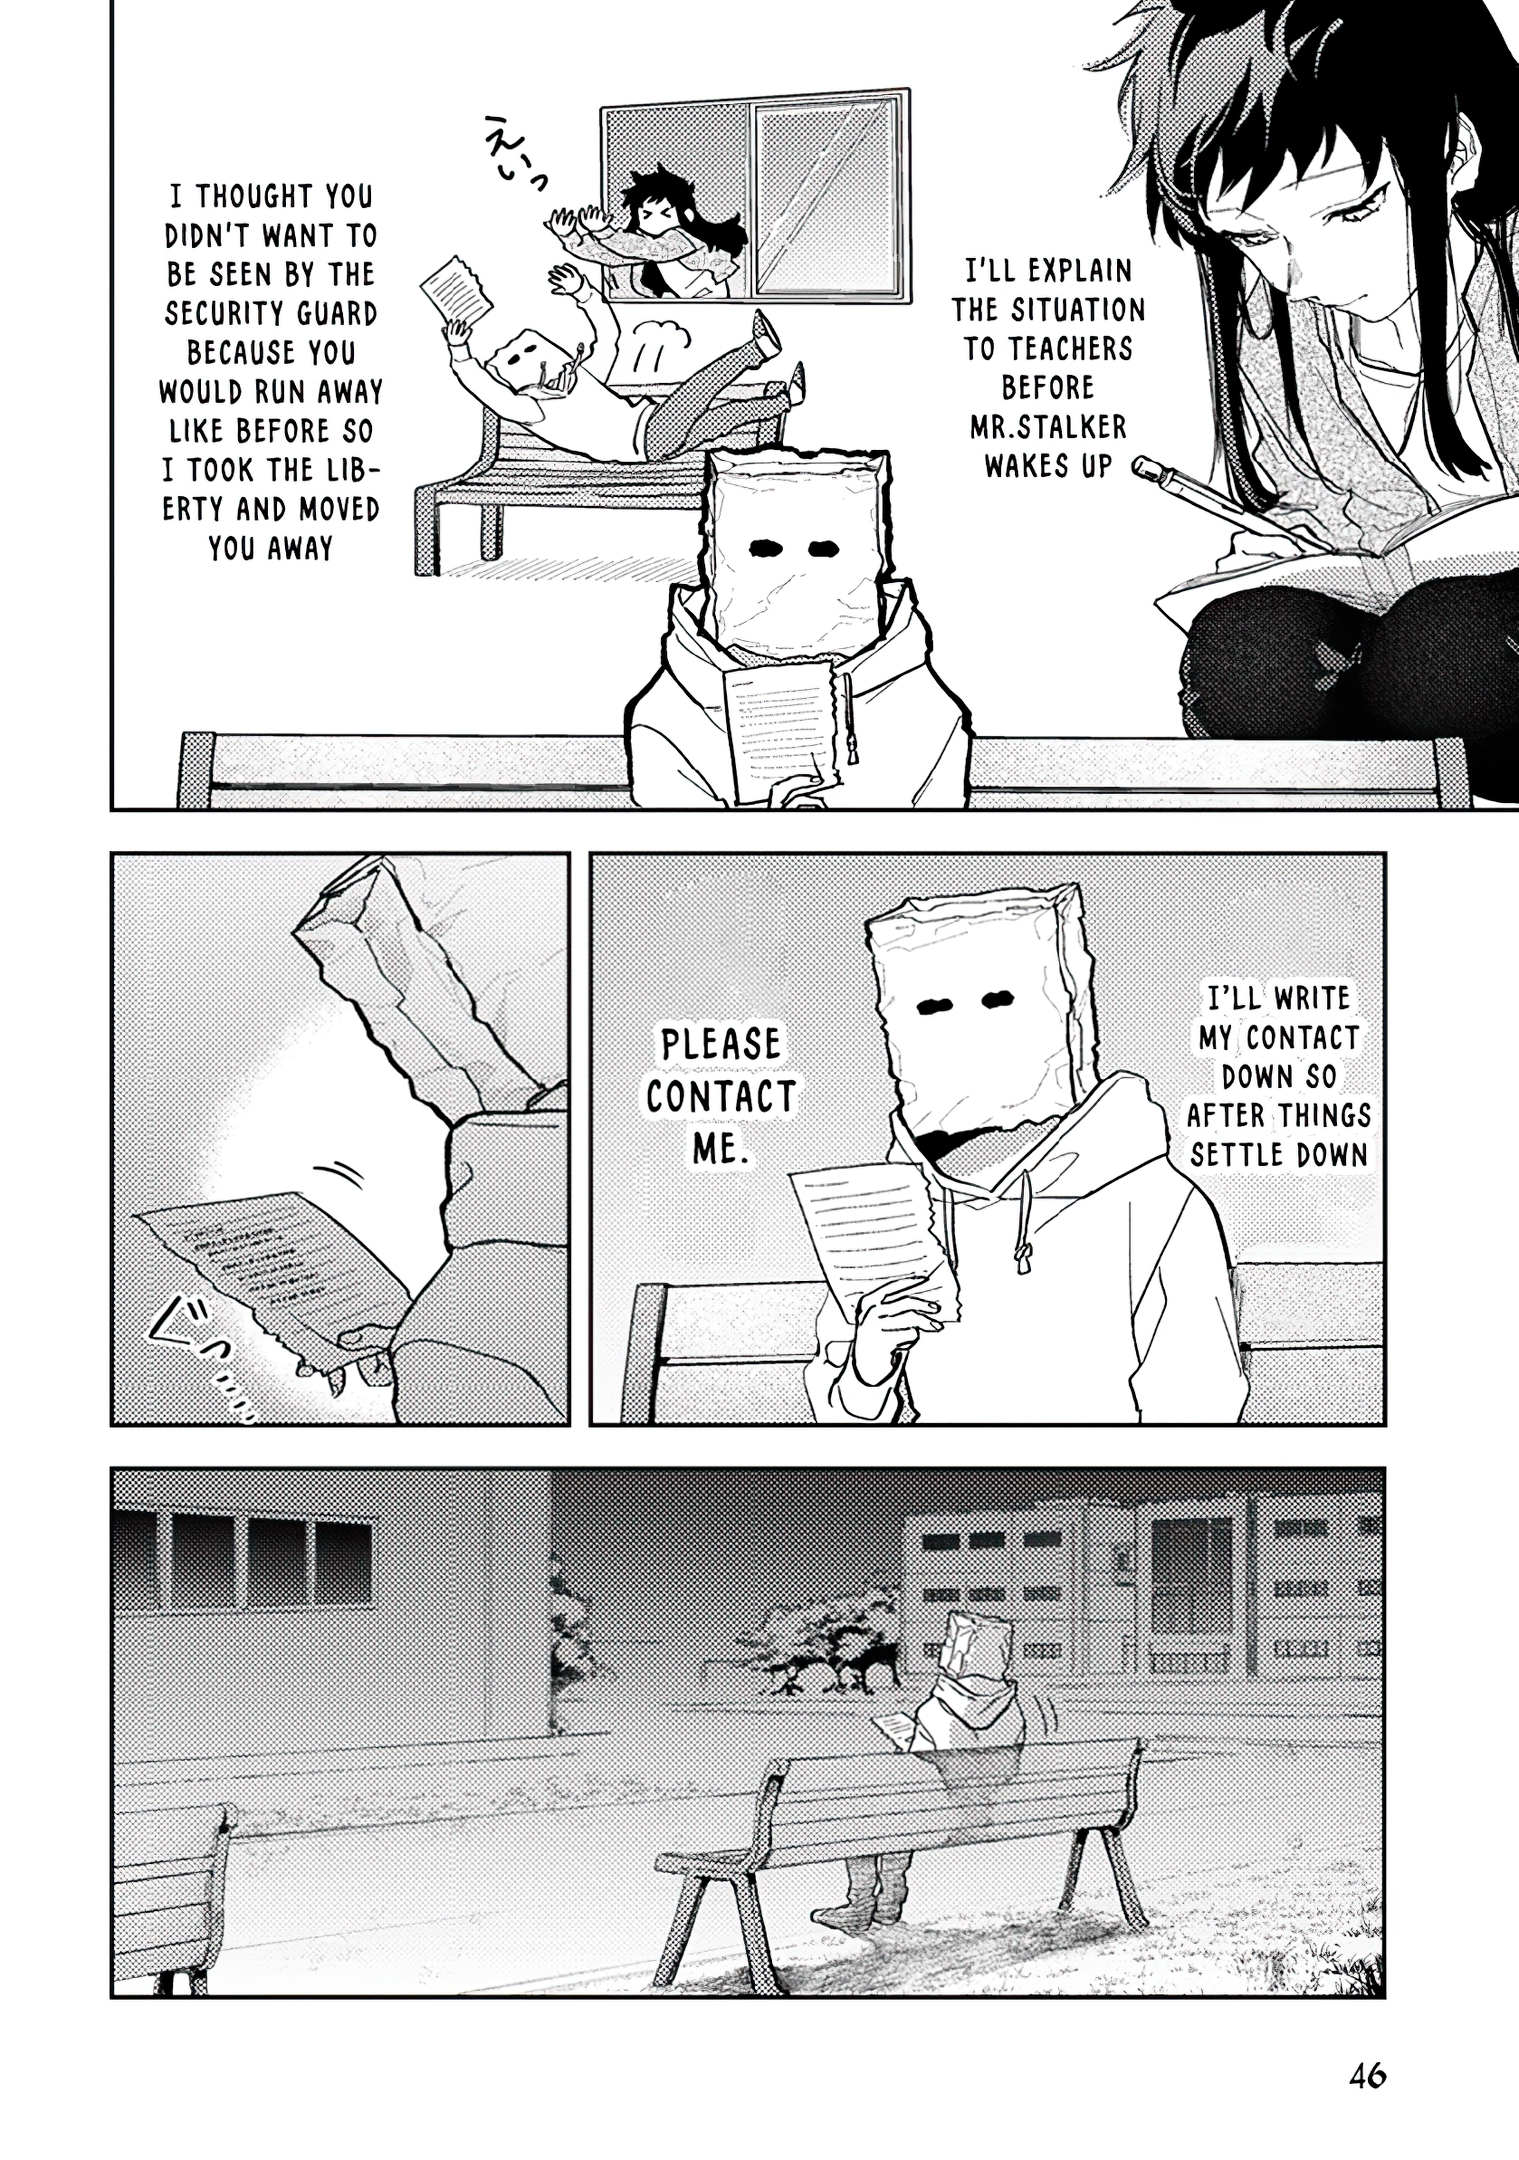 I'LL EXPLAIN
THE SITUATION
TO TEACHERS
BEFORE
MR.STALKER
WAKES UP
えいっ
I THOUGHT YOU
DIDN'T WANT TO
BE SEEN BY THE
SECURITY GUARD
BECAUSE YOU
WOULD RUN AWAY
LIKE BEFORE SO
I TOOK THE LIB-
ERTY AND MOVED
YOU AWAY
I'LL WRITE
MY CONTACT
DOWN SO
AFTER THINGS
SETTLE DOWN
PLEASE
CONTACT
ME.
ぐっ……
46